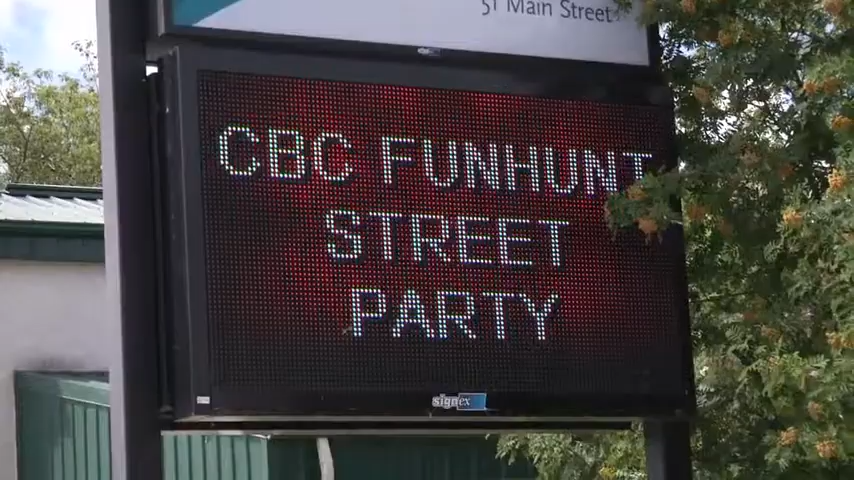 51 Main Street
CBC FUNHUNT
STREET
PARTY
signex